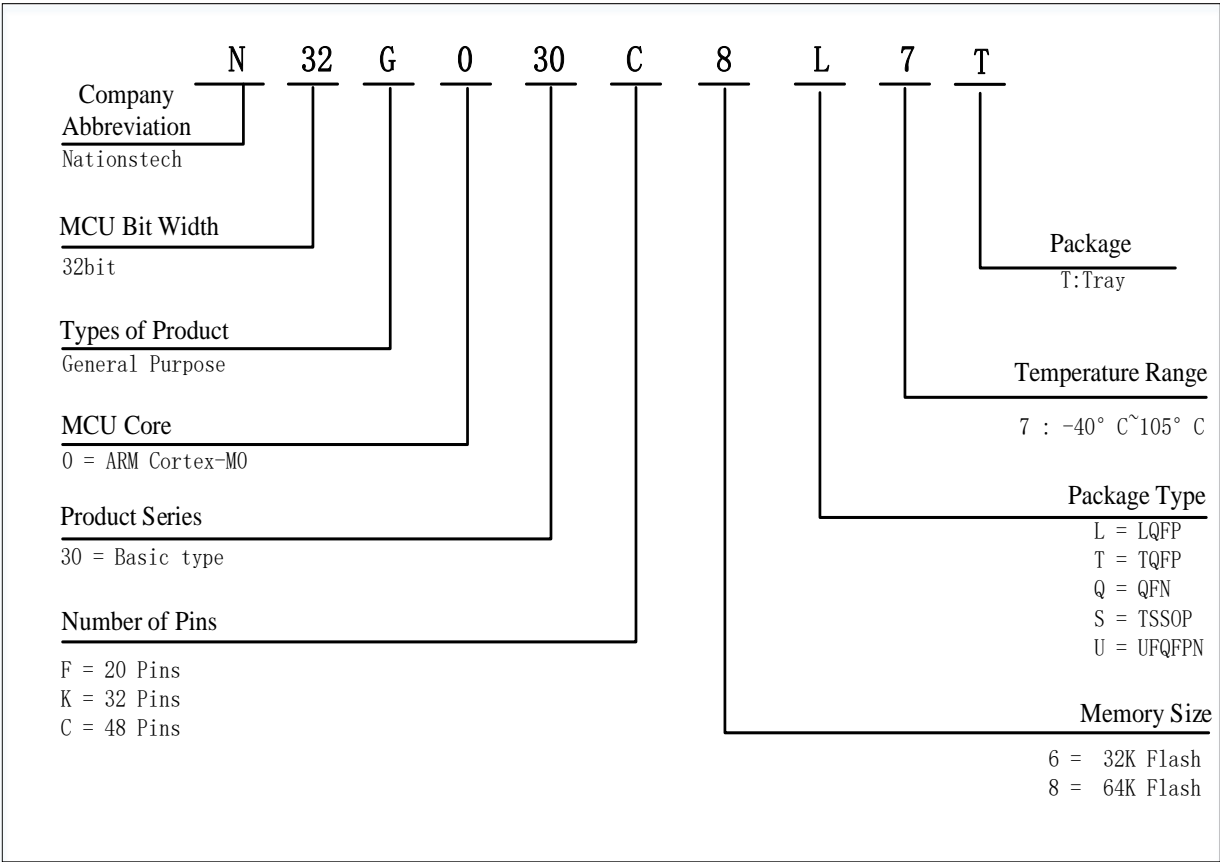 N 32 G 0 30 C 8 L 7 T
Company
Abbreviation
Nationstech
MCU Bit Width
32bit
Types of Product
General Purpose
MCU Core
0 = ARM Cortex-M0
Product Series
30 = Basic type
Number of Pins
F = 20 Pins
K = 32 Pins
C = 48 Pins
Package
T:Tray
Temperature Range
7 : -40° C~105° C
Package Type
L = LQFP
T = TQFP
Q = QFN
S = TSSOP
U = UFQFPN
Memory Size
6 = 32K Flash
8 = 64K Flash